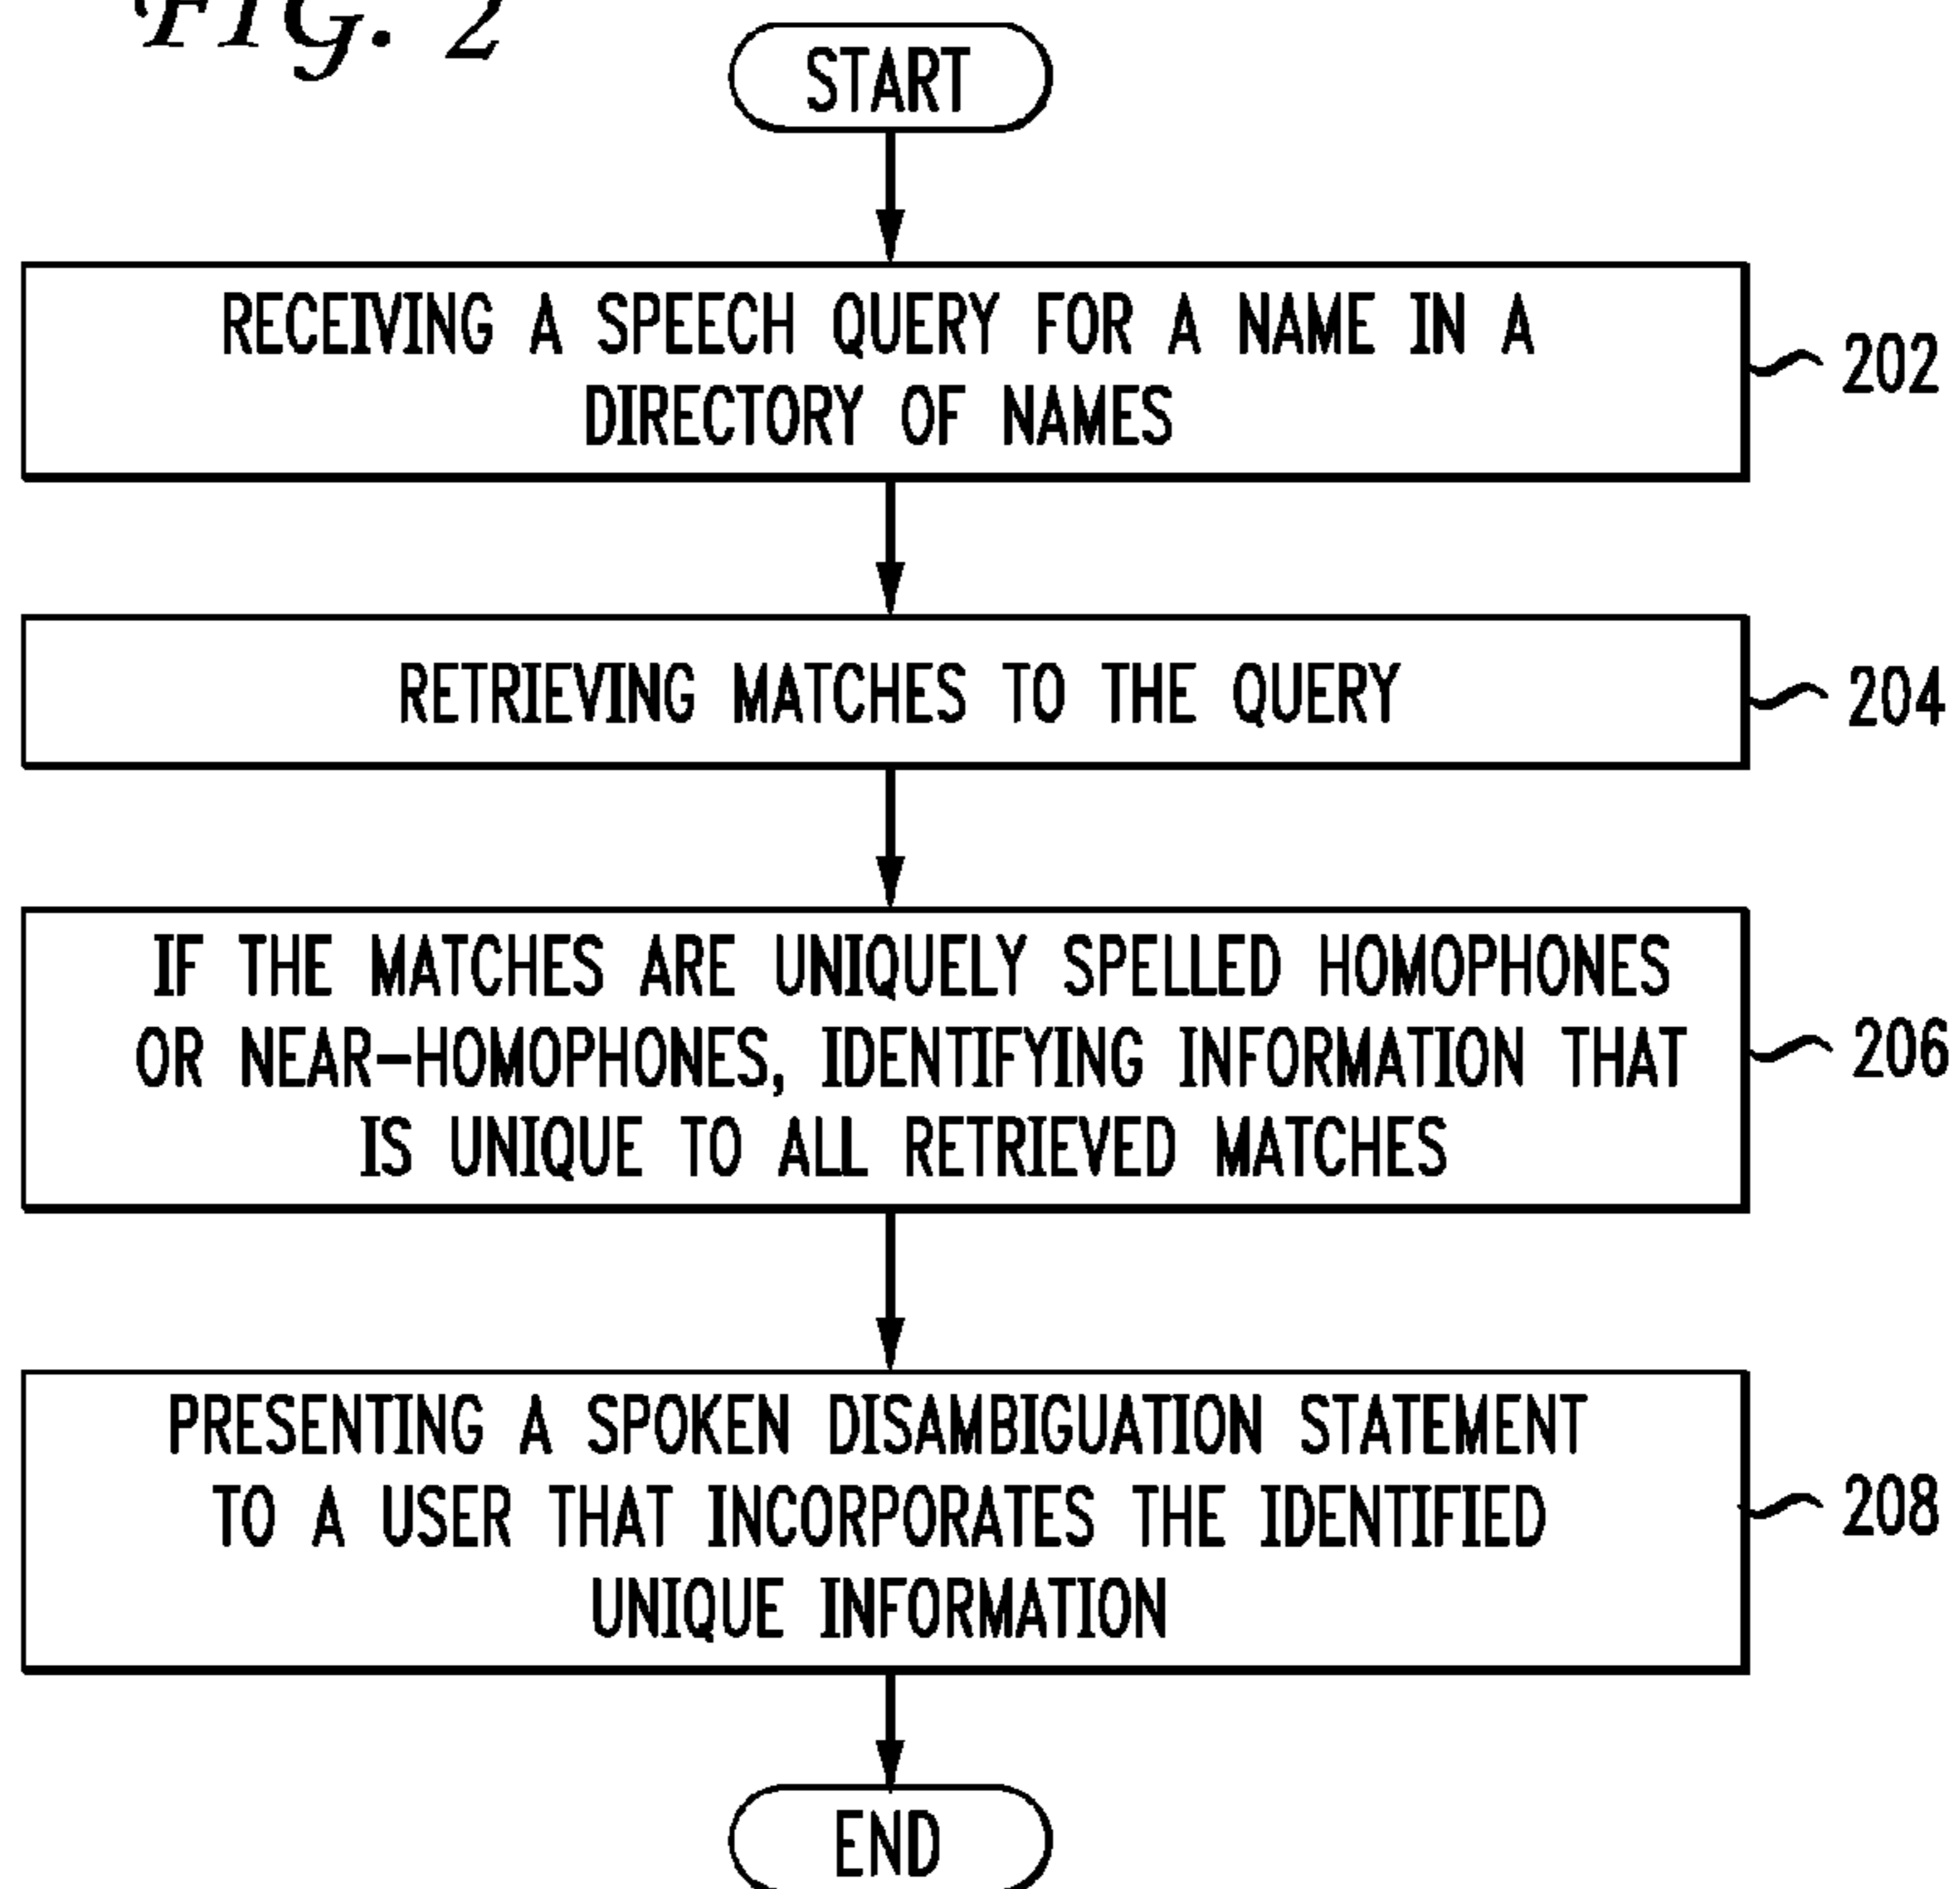 FIG. 2
START
RECEIVING A SPEECH QUERY FOR A NAME IN A
DIRECTORY OF NAMES
202
RETRIEVING MATCHES TO THE QUERY
204
IF THE MATCHES ARE UNIQUELY SPELLED HOMOPHONES
OR NEAR-HOMOPHONES, IDENTIFYING INFORMATION THAT
IS UNIQUE TO ALL RETRIEVED MATCHES
206
PRESENTING A SPOKEN DISAMBIGUATION STATEMENT
TO A USER THAT INCORPORATES THE IDENTIFIED
UNIQUE INFORMATION
208
END